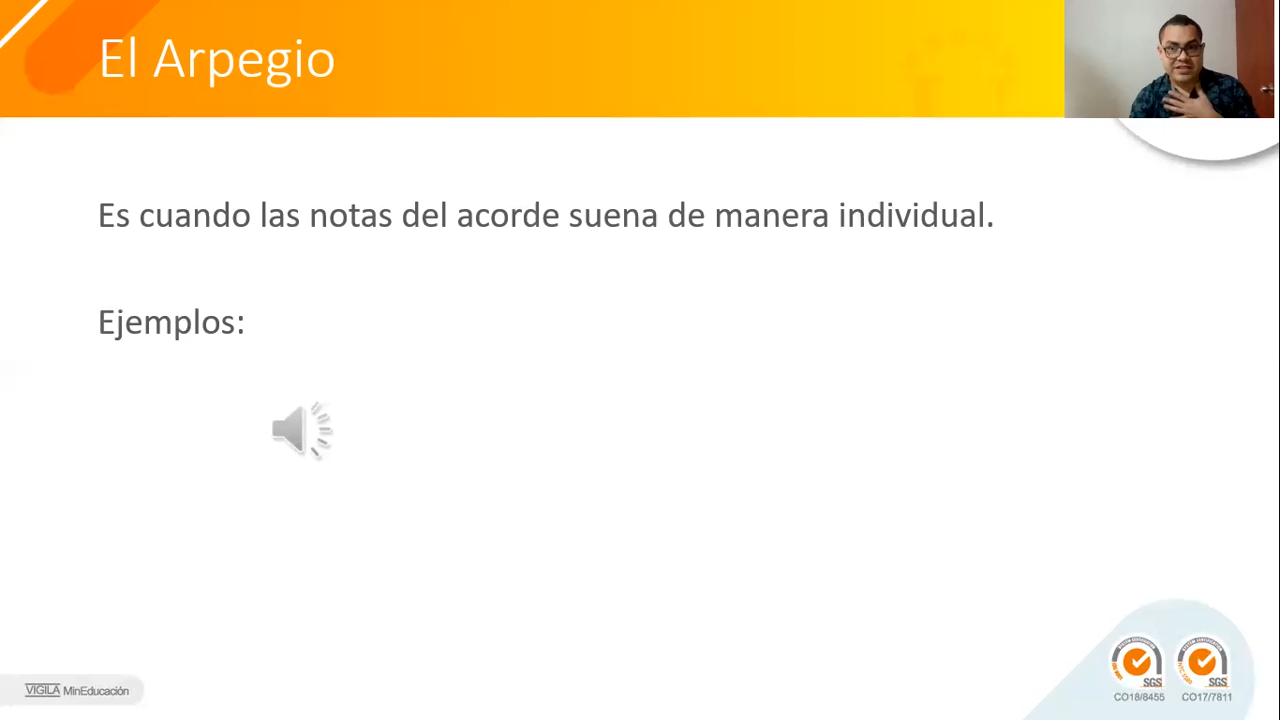 El Arpegio
Es cuando las notas del acorde suena de manera individual.
Ejemplos:
VIGILA MinEducación
SGS
SGS
CO18/8455
CO17/7811